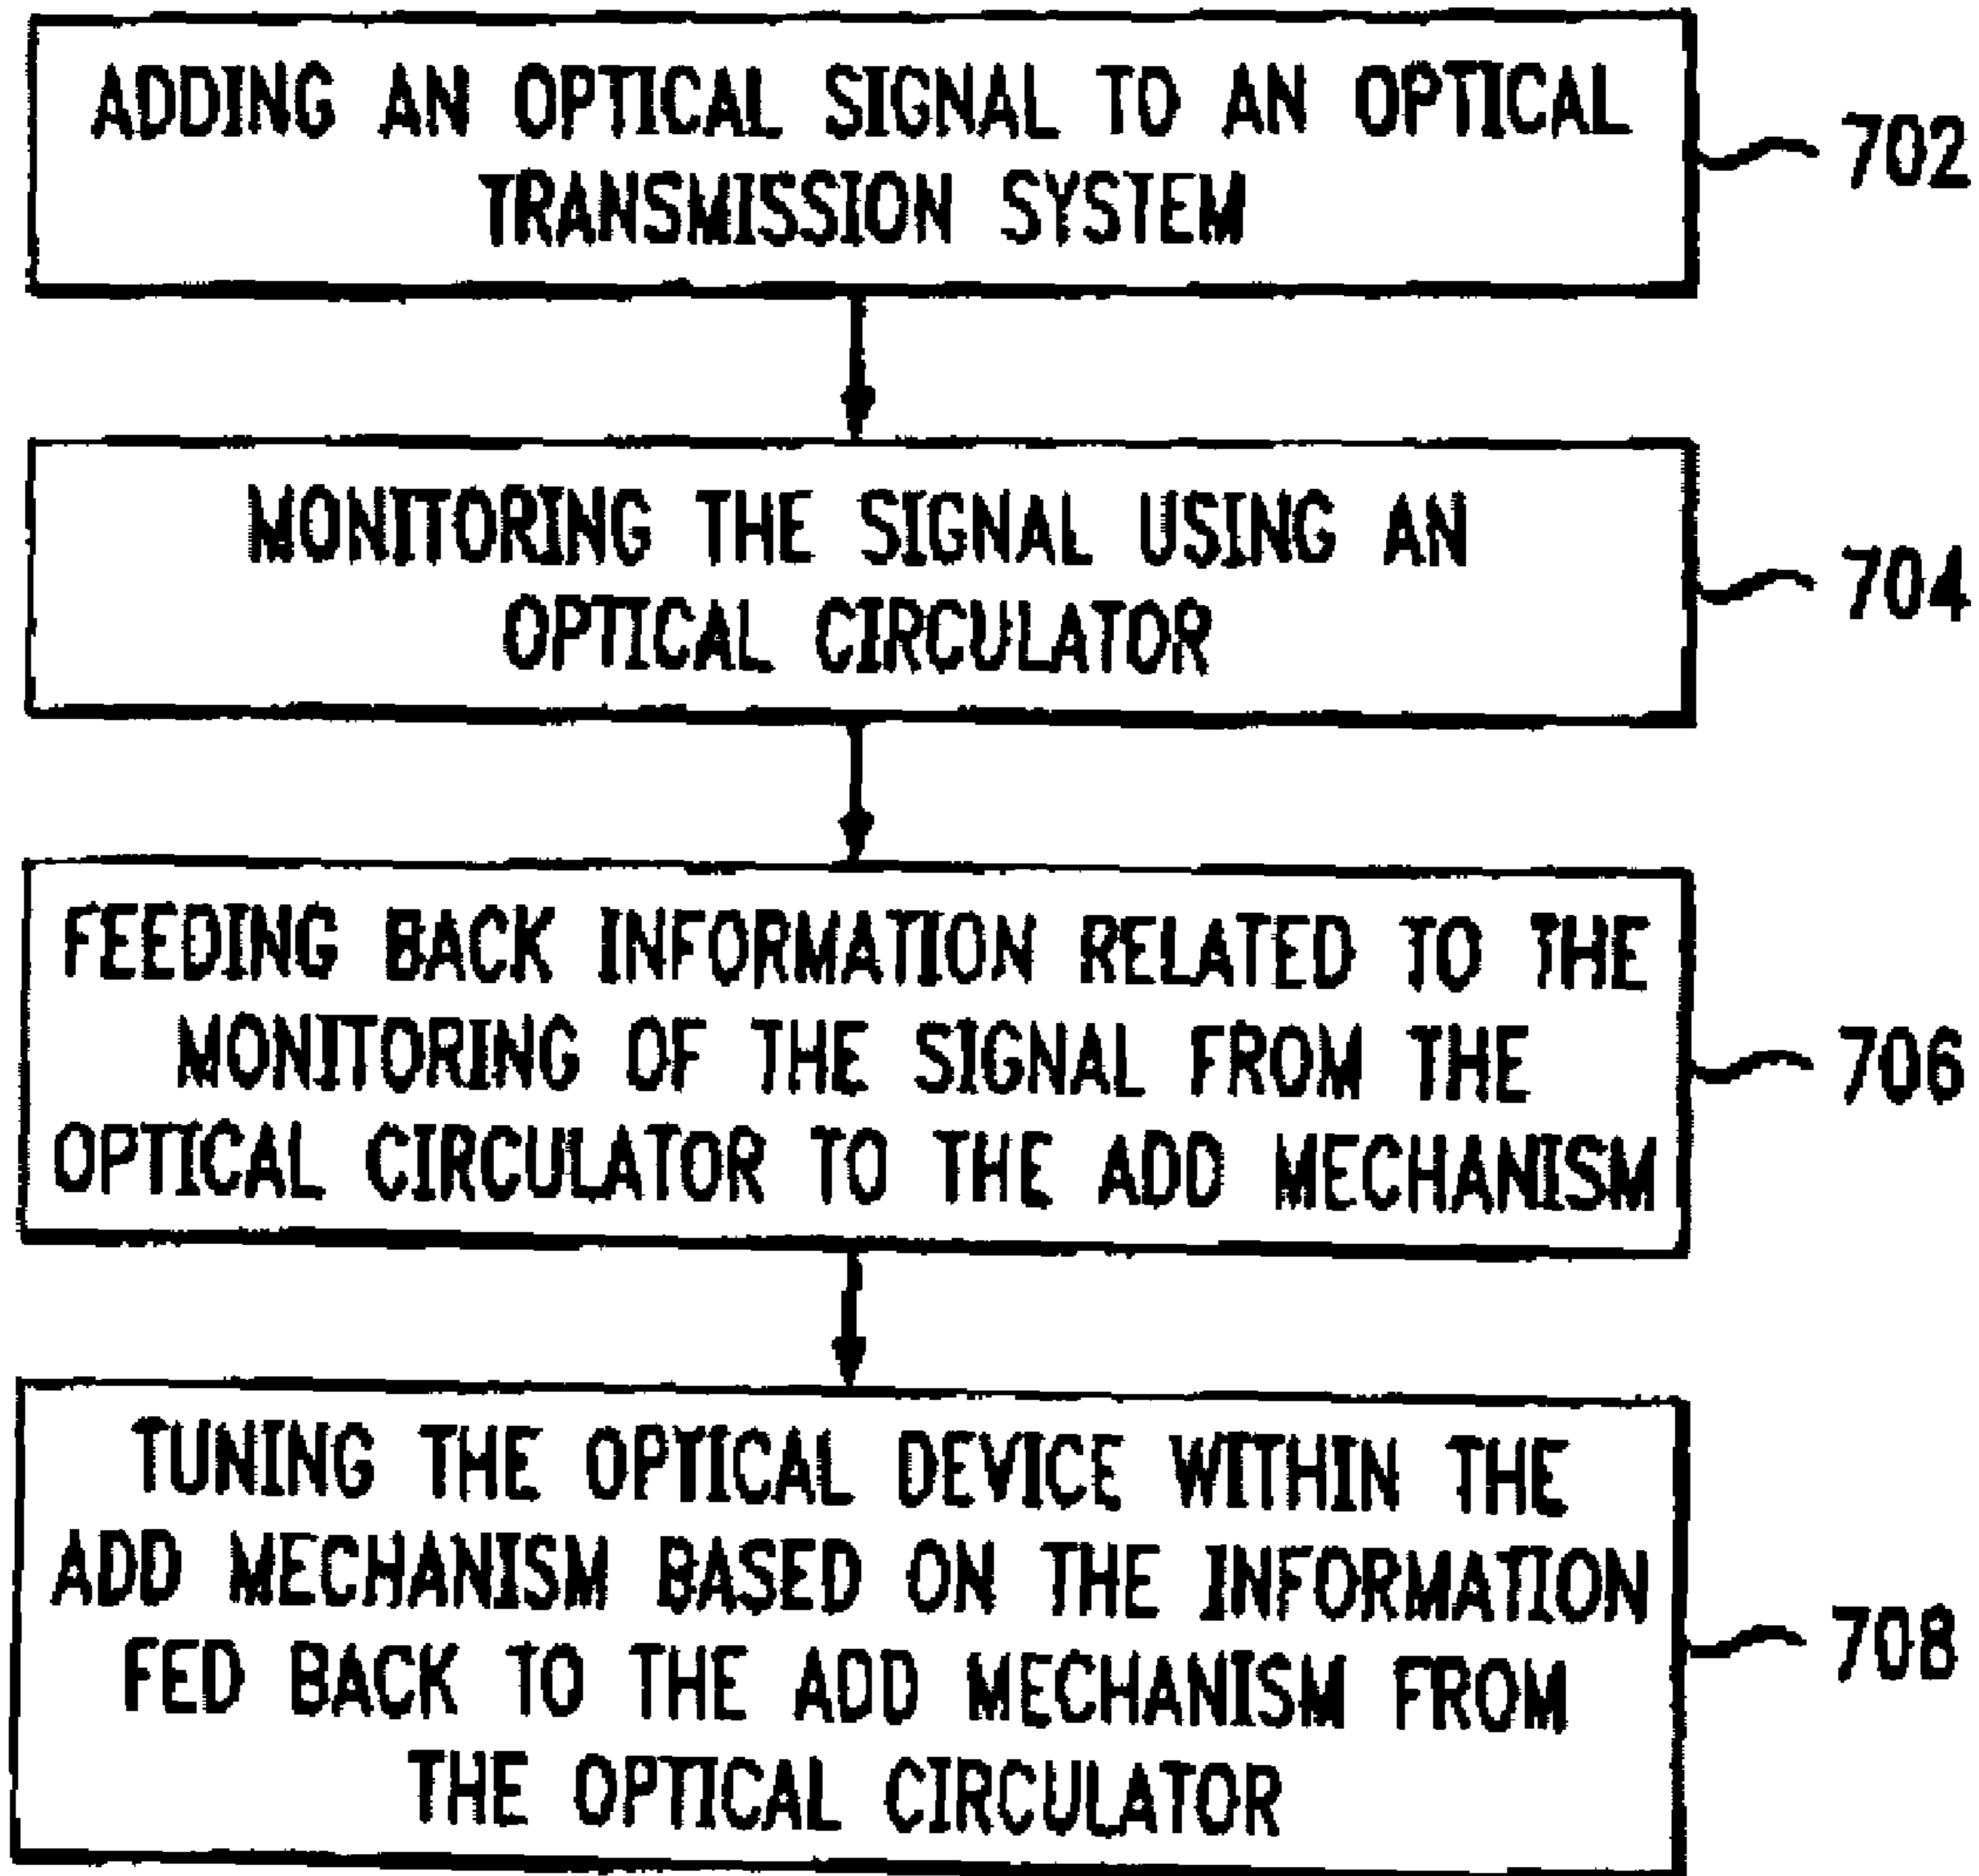 ADDING AN OPTICAL SIGNAL TO AN OPTICAL
TRANSMISSION SYSTEM
702
MONITORING THE SIGNAL USING AN
OPTICAL CIRCULATOR
704
FEEDING BACK INFORMATION RELATED TO THE
MONITORING OF THE SIGNAL FROM THE
OPTICAL CIRCULATOR TO THE ADD MECHANISM
706
TUNING THE OPTICAL DEVICE WITHIN THE
ADD MECHANISM BASED ON THE INFORMATION
FED BACK TO THE ADD MECHANISM FROM
THE OPTICAL CIRCULATOR
708